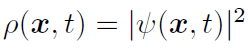 ρ(𝒙, t) = |ψ(𝒙, t)|²